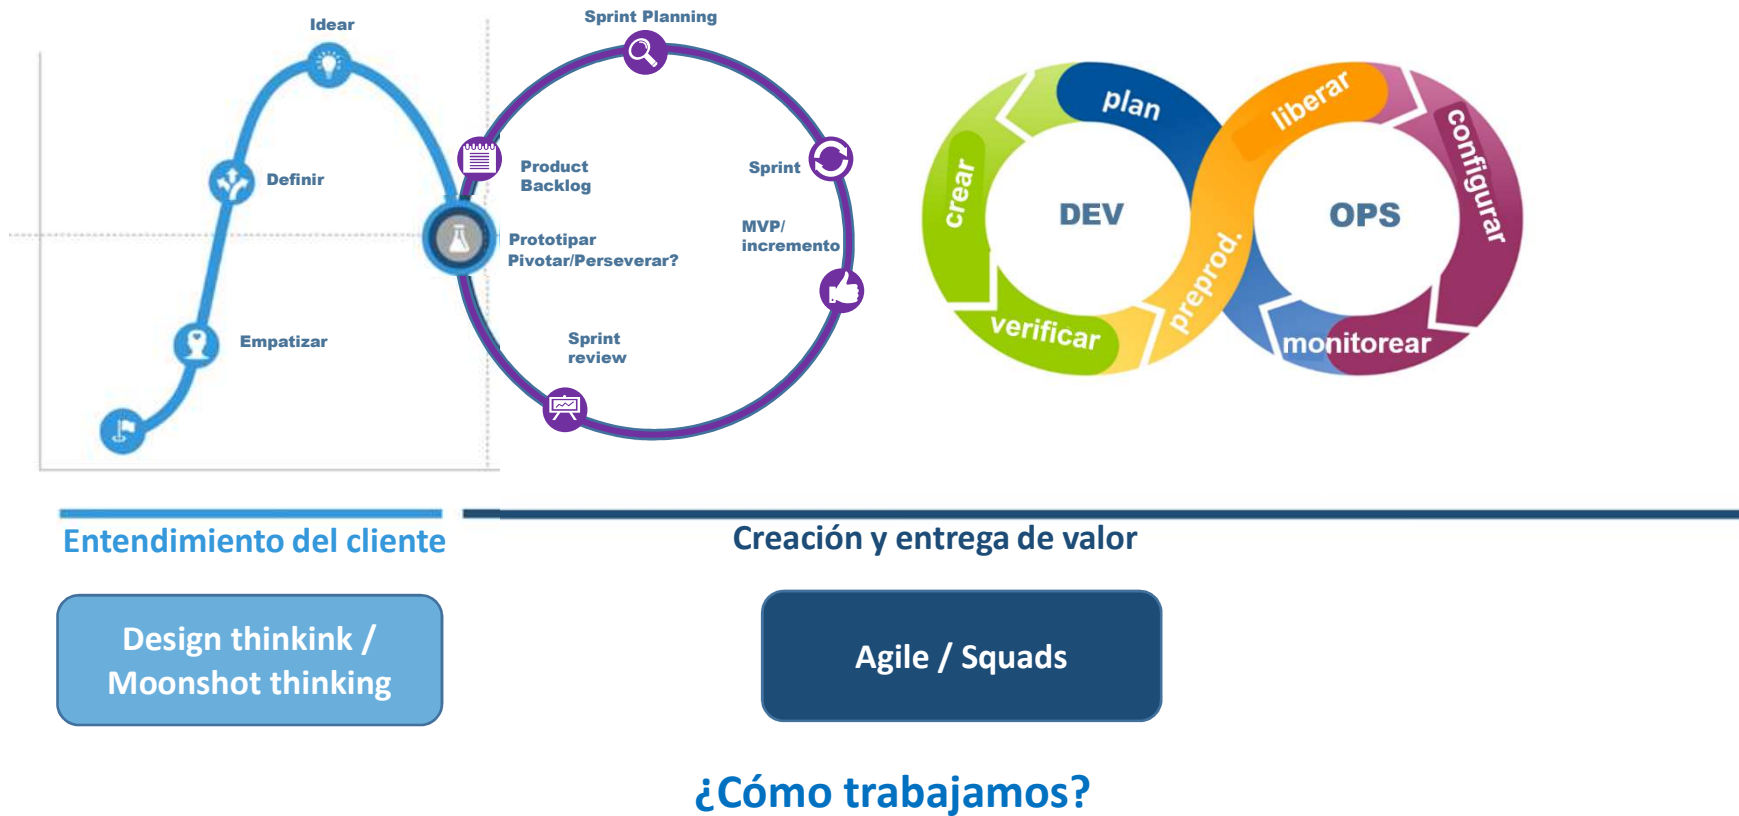 Idear
Definir
Empatizar
Sprint Planning
Product
Backlog
Sprint
MVP/
incremento
Prototipar
Pivotar/Perseverar?
Sprint
review
plan
crear
DEV
verificar
preprod.
liberar
configurar
OPS
monitorear
Entendimiento del cliente
Creación y entrega de valor
Design thinkink /
Moonshot thinking
Agile / Squads
¿Cómo trabajamos?